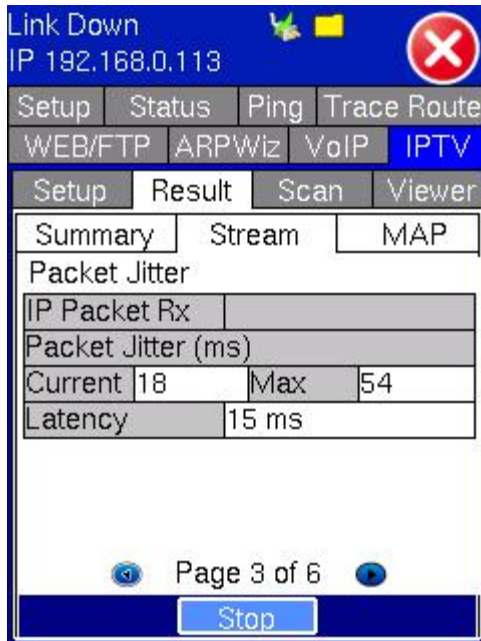 Link Down
IP 192.168.0.113
Setup Status Ping Trace Route
WEB/FTP ARPWiz VoIP IPTV
Setup Result Scan Viewer
Summary Stream MAP
Packet Jitter
IP Packet Rx
Packet Jitter (ms)
Current 18 Max 54
Latency 15 ms
Page 3 of 6
Stop